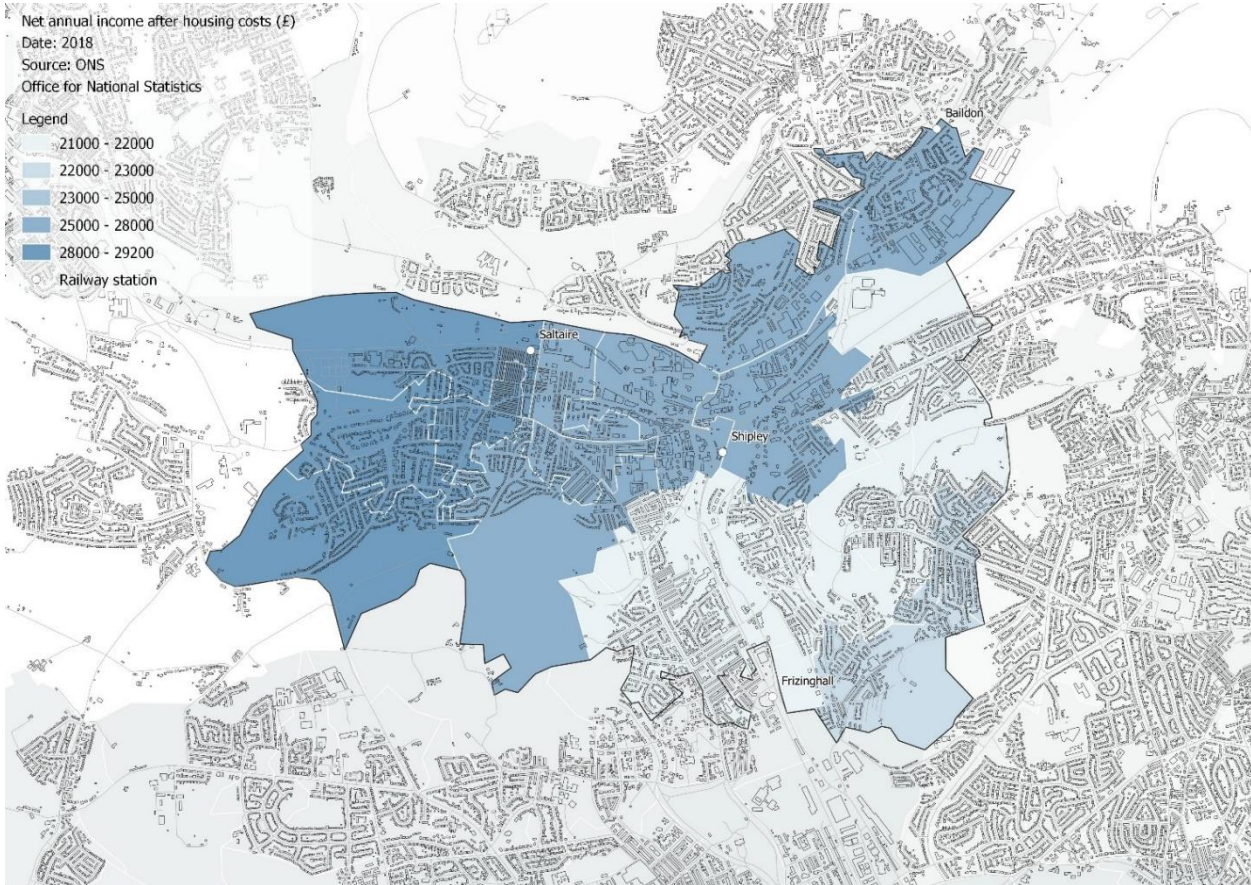 Net annual income after housing costs (£)
Date: 2018
Source: ONS
Office for National Statistics
Legend
21000 - 22000
22000 - 23000
23000 - 25000
25000 - 28000
28000 - 29200
Railway station
Baildon
Saltaire
Shipley
Frizinghall